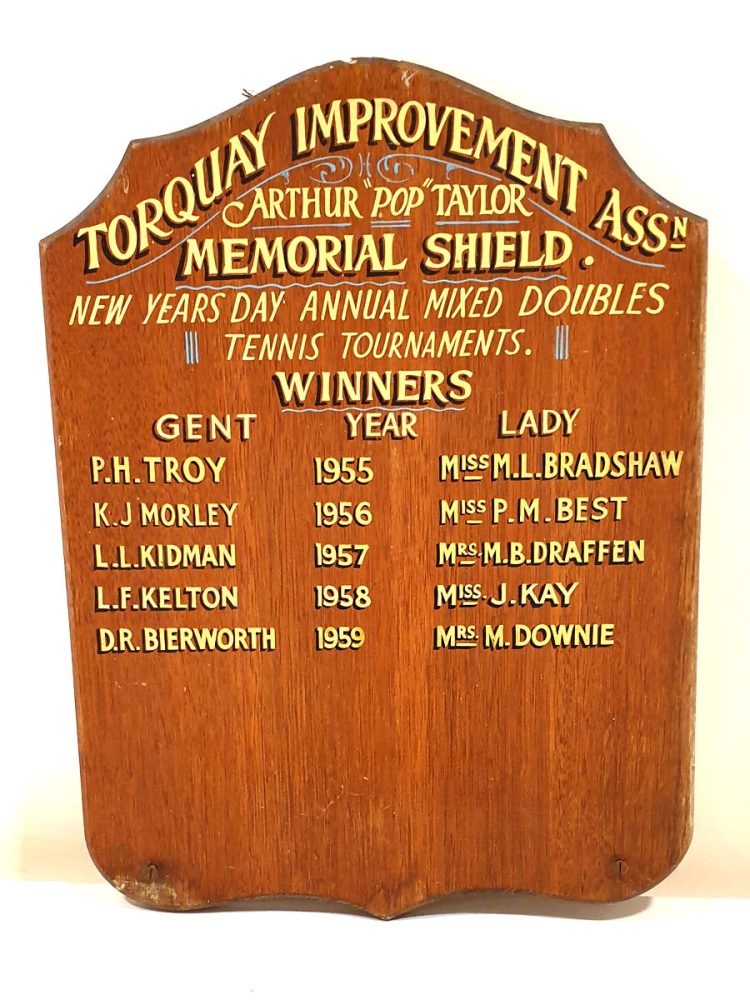 TORQUAY IMPROVEMENT ASSN
ARTHUR "POP" TAYLOR
MEMORIAL SHIELD.
NEW YEARS DAY ANNUAL MIXED DOUBLES
TENNIS TOURNAMENTS.
WINNERS
GENT YEAR LADY
P.H. TROY 1955 MISS M.L. BRADSHAW
K.J MORLEY 1956 MISS P.M. BEST
L.L. KIDMAN 1957 MRS. M.B. DRAFFEN
L.F. KELTON 1958 MISS. J. KAY
D.R. BIERWORTH 1959 MRS. M. DOWNIE